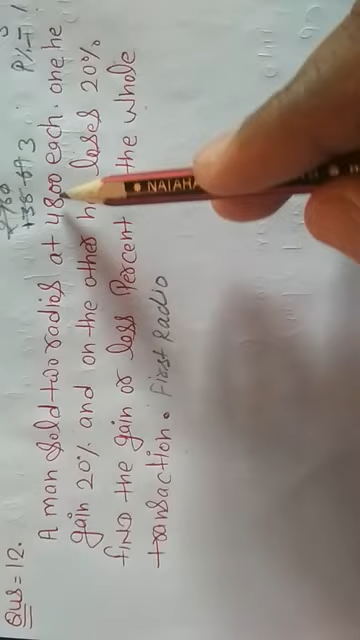 Qus=12.
A man sold two radios at 4800 each. one he
gain 20% and on the other he loses 20%
FIND the gain or loss Percent the whole
transaction. First Radio
NATAHA